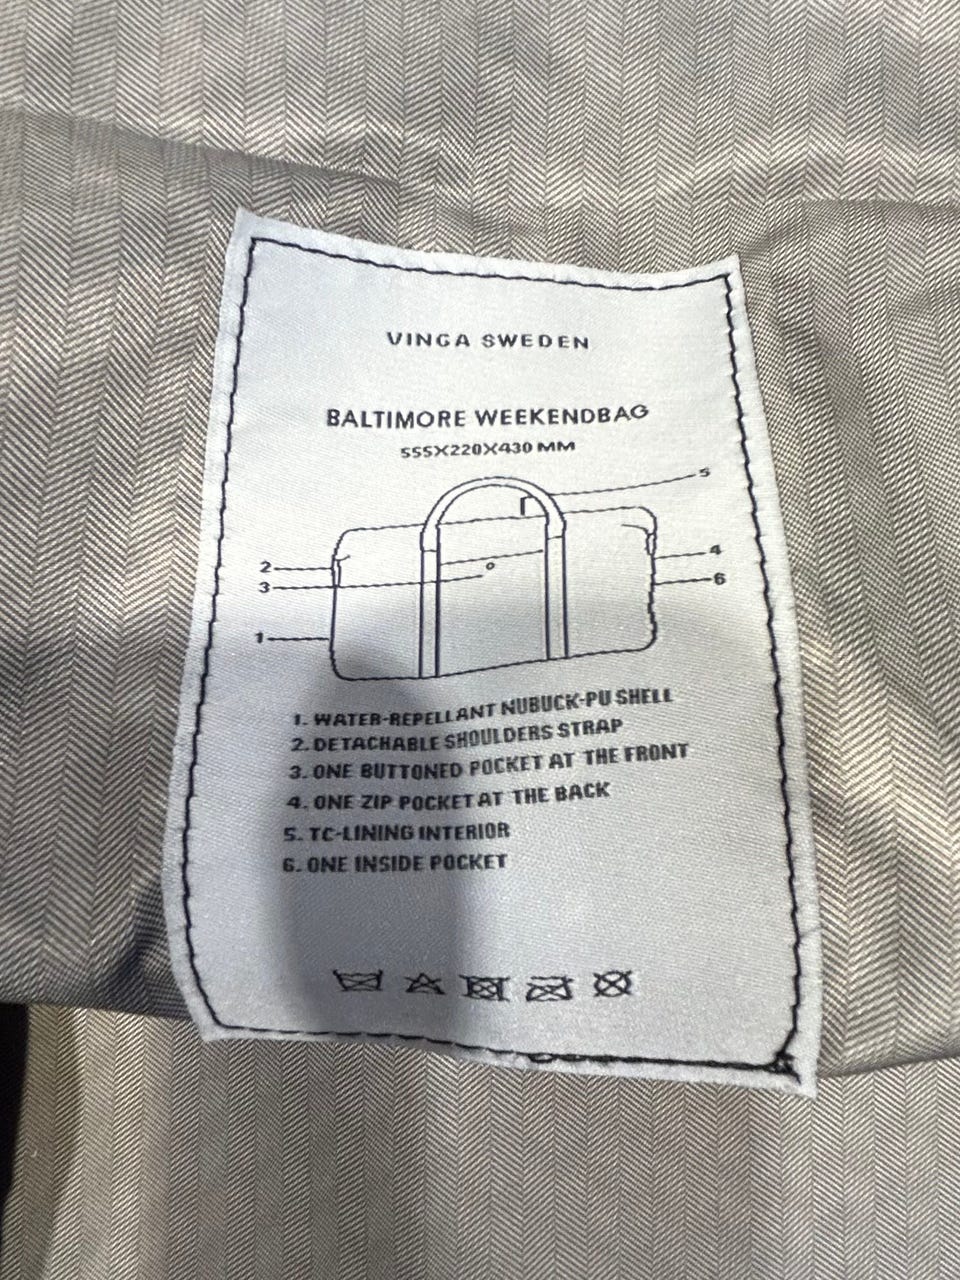 VINGA SWEDEN
BALTIMORE WEEKENDBAG
555X220X430 MM
5
2
4
3
6
1
1. WATER-REPELLANT NUBUCK-PU SHELL
2. DETACHABLE SHOULDERS STRAP
3. ONE BUTTONED POCKET AT THE FRONT
4. ONE ZIP POCKET AT THE BACK
5. TC-LINING INTERIOR
6. ONE INSIDE POCKET